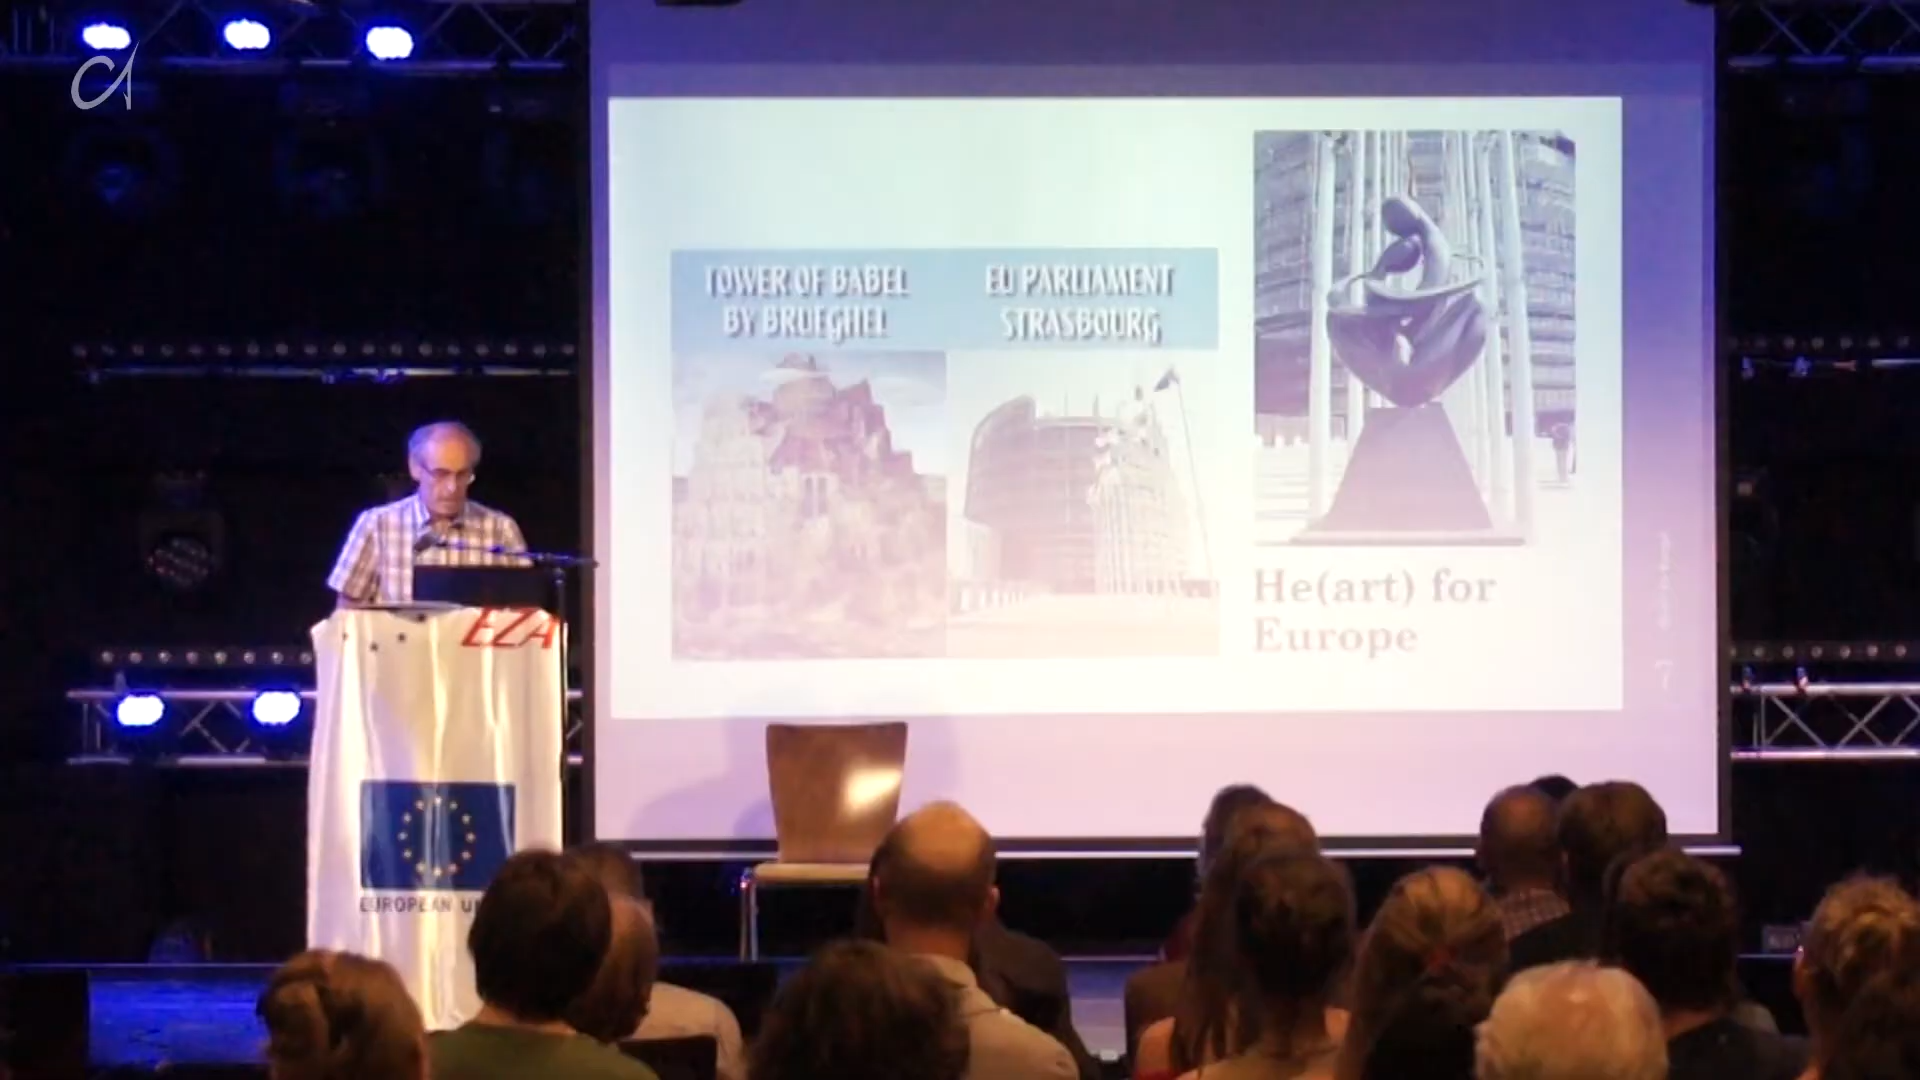 TOWER OF BABEL
BY BRUEGHEL
EU PARLIAMENT
STRASBOURG
He(art) for
Europe
EZA
EUROPEAN